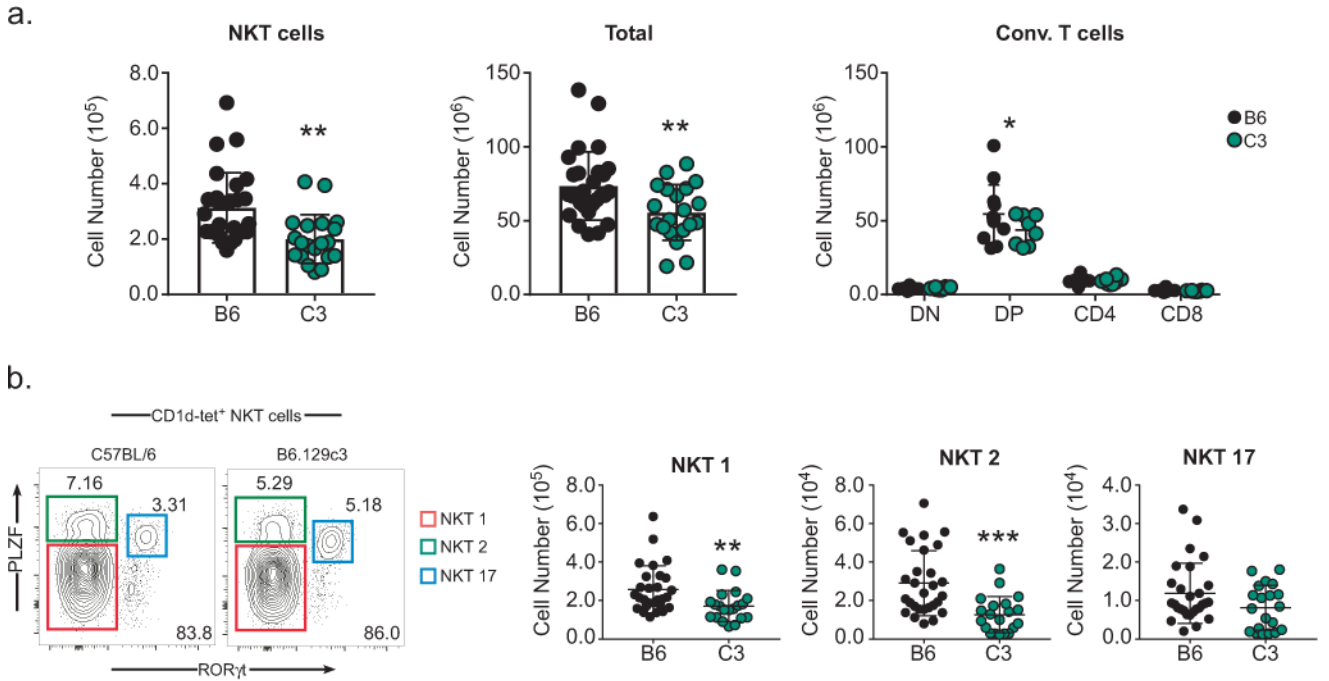 a.
NKT cells
Total
Conv. T cells
Cell Number (10⁵)
8.0
6.0
4.0
2.0
0.0
**
B6
C3
Cell Number (10⁶)
150
100
50
0.0
**
B6
C3
Cell Number (10⁶)
150
100
50
0.0
*
DN
DP
CD4
CD8
B6
C3
b.
CD1d-tet⁺ NKT cells
C57BL/6
B6.129c3
PLZF
7.16
3.31
83.8
5.29
5.18
86.0
RORγt
NKT 1
NKT 2
NKT 17
NKT 1
Cell Number (10⁵)
8.0
6.0
4.0
2.0
0.0
**
B6
C3
NKT 2
Cell Number (10⁴)
8.0
6.0
4.0
2.0
0.0
***
B6
C3
NKT 17
Cell Number (10⁴)
4.0
3.0
2.0
1.0
0.0
B6
C3